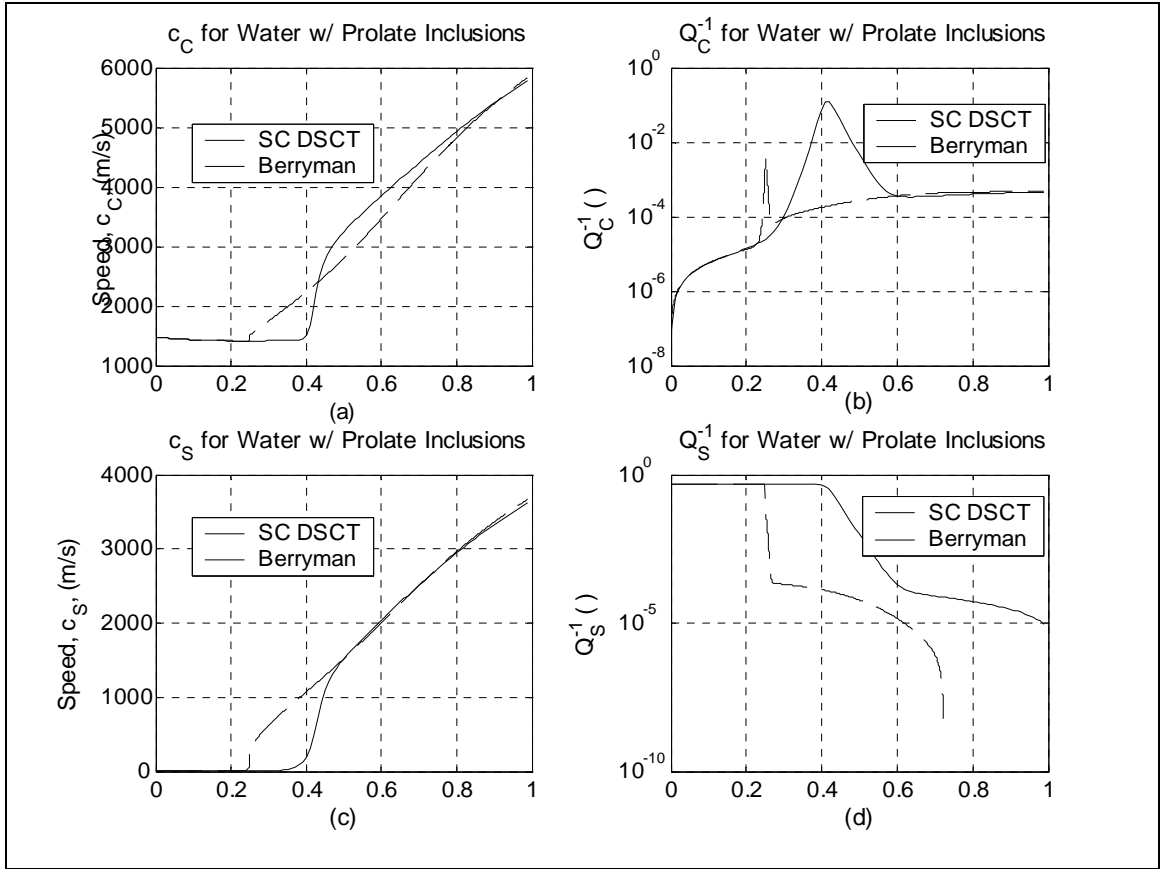 c_C for Water w/ Prolate Inclusions
6000
5000
4000
3000
2000
1000
Speed, c_C, (m/s)
SC DSCT
Berryman
0 0.2 0.4 0.6 0.8 1
(a)
Q_C^-1 for Water w/ Prolate Inclusions
10^0
10^-2
10^-4
10^-6
10^-8
Q_C^-1 ( )
SC DSCT
Berryman
0 0.2 0.4 0.6 0.8 1
(b)
c_S for Water w/ Prolate Inclusions
4000
3000
2000
1000
0
Speed, c_S, (m/s)
SC DSCT
Berryman
0 0.2 0.4 0.6 0.8 1
(c)
Q_S^-1 for Water w/ Prolate Inclusions
10^0
10^-5
10^-10
Q_S^-1 ( )
SC DSCT
Berryman
0 0.2 0.4 0.6 0.8 1
(d)